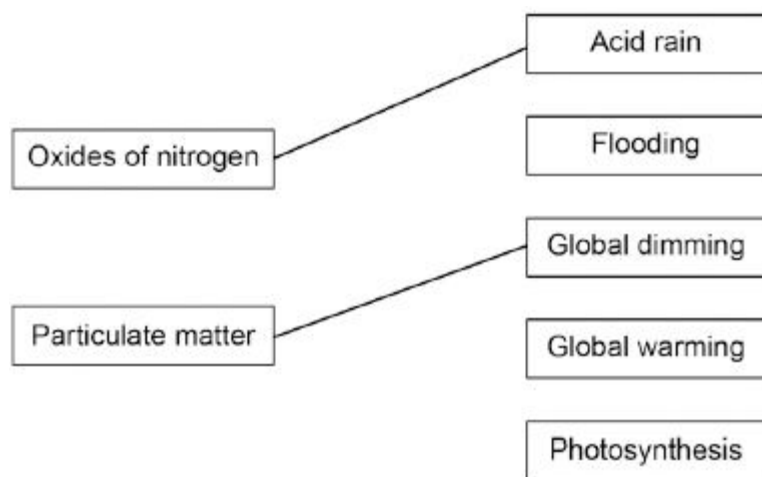 Acid rain
Oxides of nitrogen
Flooding
Global dimming
Particulate matter
Global warming
Photosynthesis